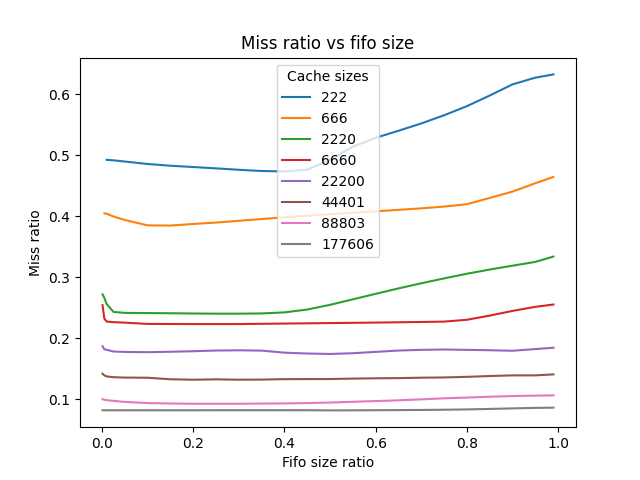 Miss ratio vs fifo size
Cache sizes
222
666
2220
6660
22200
44401
88803
177606
Miss ratio
0.6
0.5
0.4
0.3
0.2
0.1
0.0 0.2 0.4 0.6 0.8 1.0
Fifo size ratio